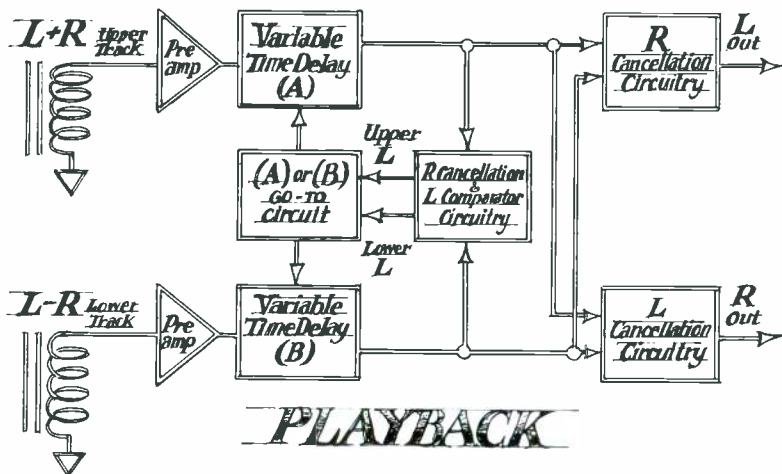 L+R
Upper
Track
Pre
amp
Variable
Time Delay
(A)
R
Cancellation
Circuitry
L
Out
(A) or (B)
GO-TO
circuit
Upper
L
Lower
L
R Cancellation
&
L Comparator
Circuitry
L-R
Lower
Track
Pre
amp
Variable
Time Delay
(B)
L
Cancellation
Circuitry
R
Out
PLAYBACK